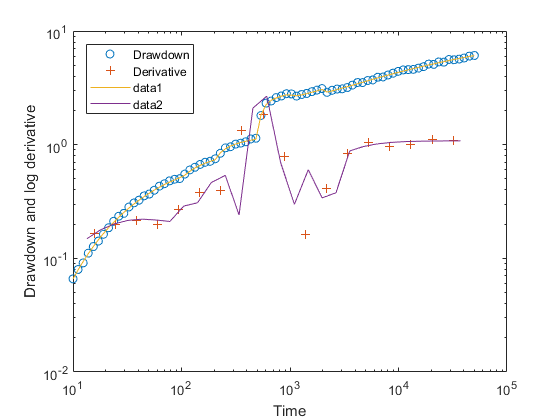 10^1
10^0
10^-1
10^-2
10^1
10^2
10^3
10^4
10^5
Drawdown and log derivative
Time
Drawdown
Derivative
data1
data2